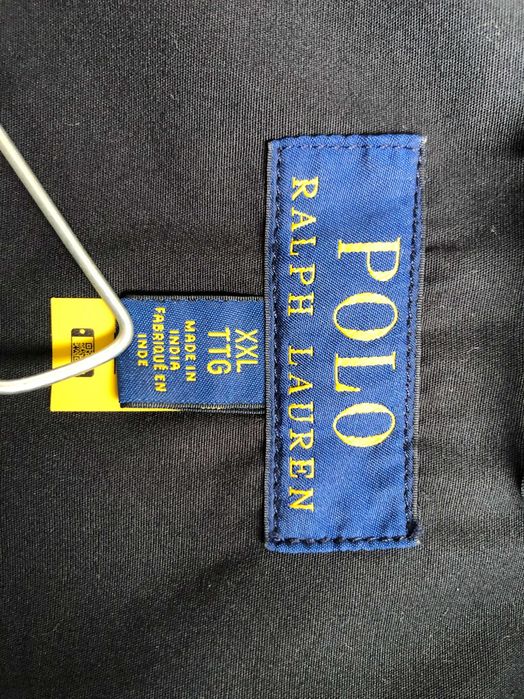 POLO
RALPH LAUREN
XXL
TTG
MADE IN
INDIA
FABRIQUÉ EN
INDE